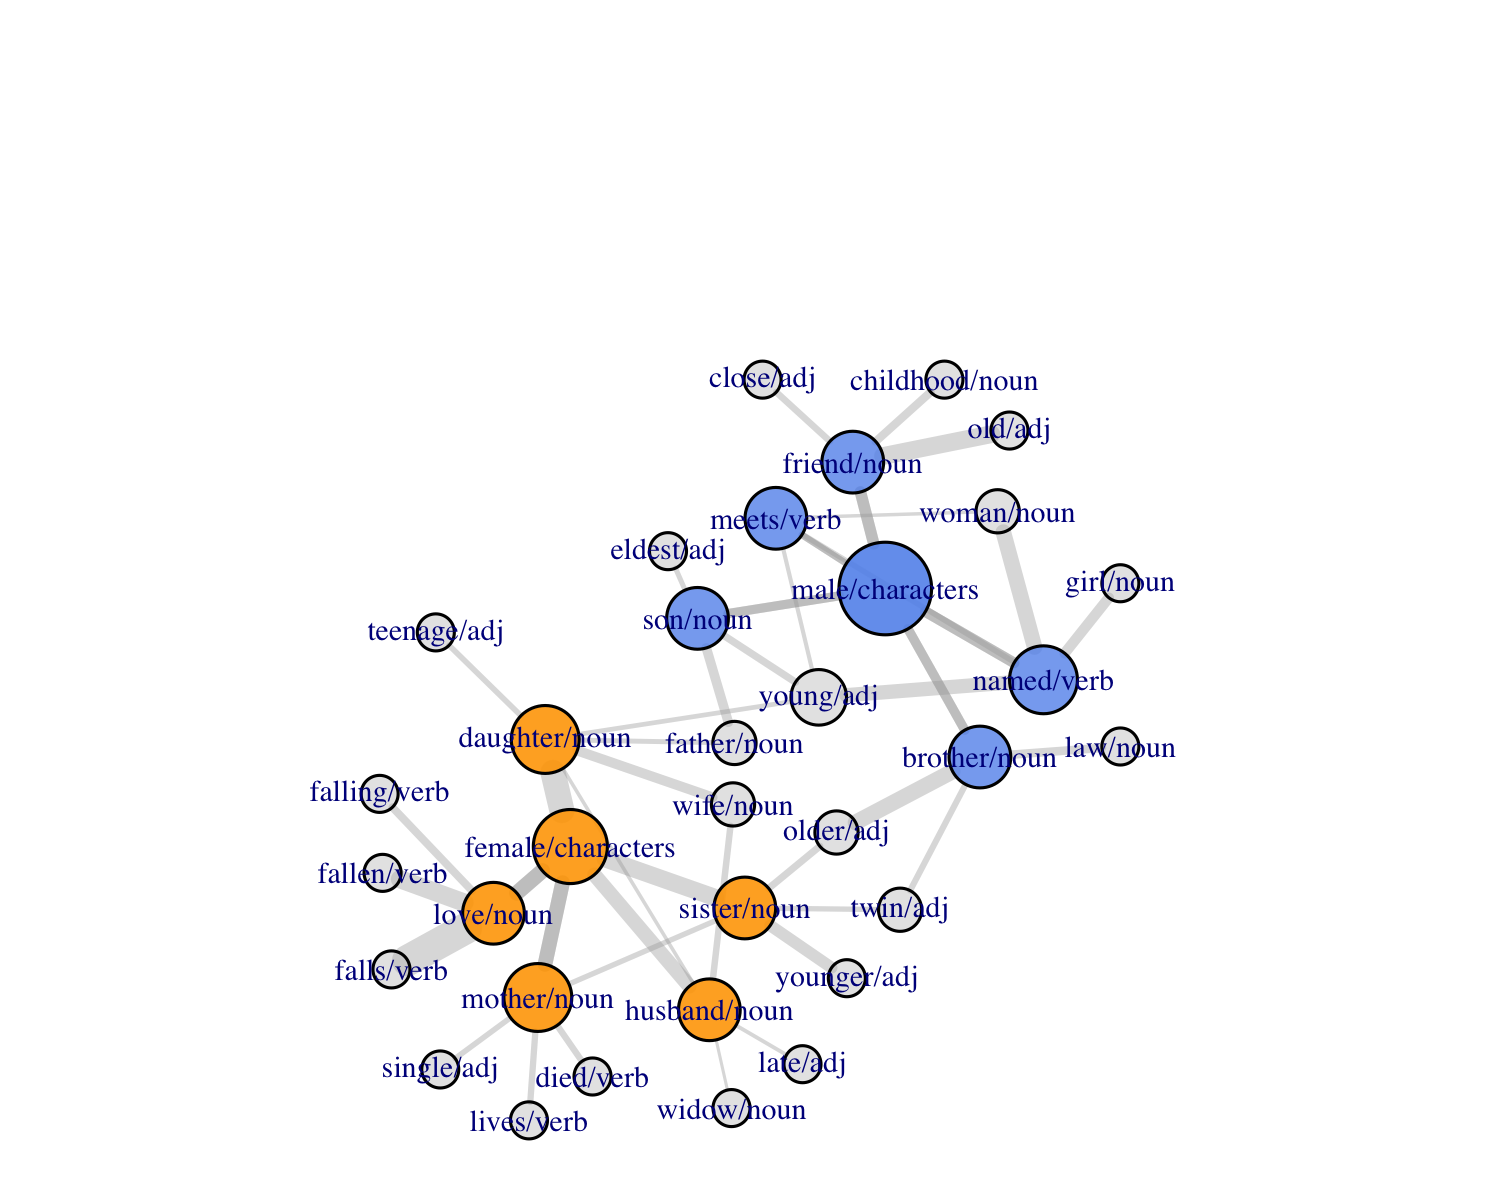 close/adj
childhood/noun
old/adj
friend/noun
meets/verb
woman/noun
eldest/adj
male/characters
girl/noun
son/noun
teenage/adj
named/verb
young/adj
daughter/noun
father/noun
brother/noun
law/noun
falling/verb
wife/noun
older/adj
female/characters
fallen/verb
love/noun
sister/noun
twin/adj
falls/verb
younger/adj
mother/noun
husband/noun
single/adj
died/verb
late/adj
lives/verb
widow/noun